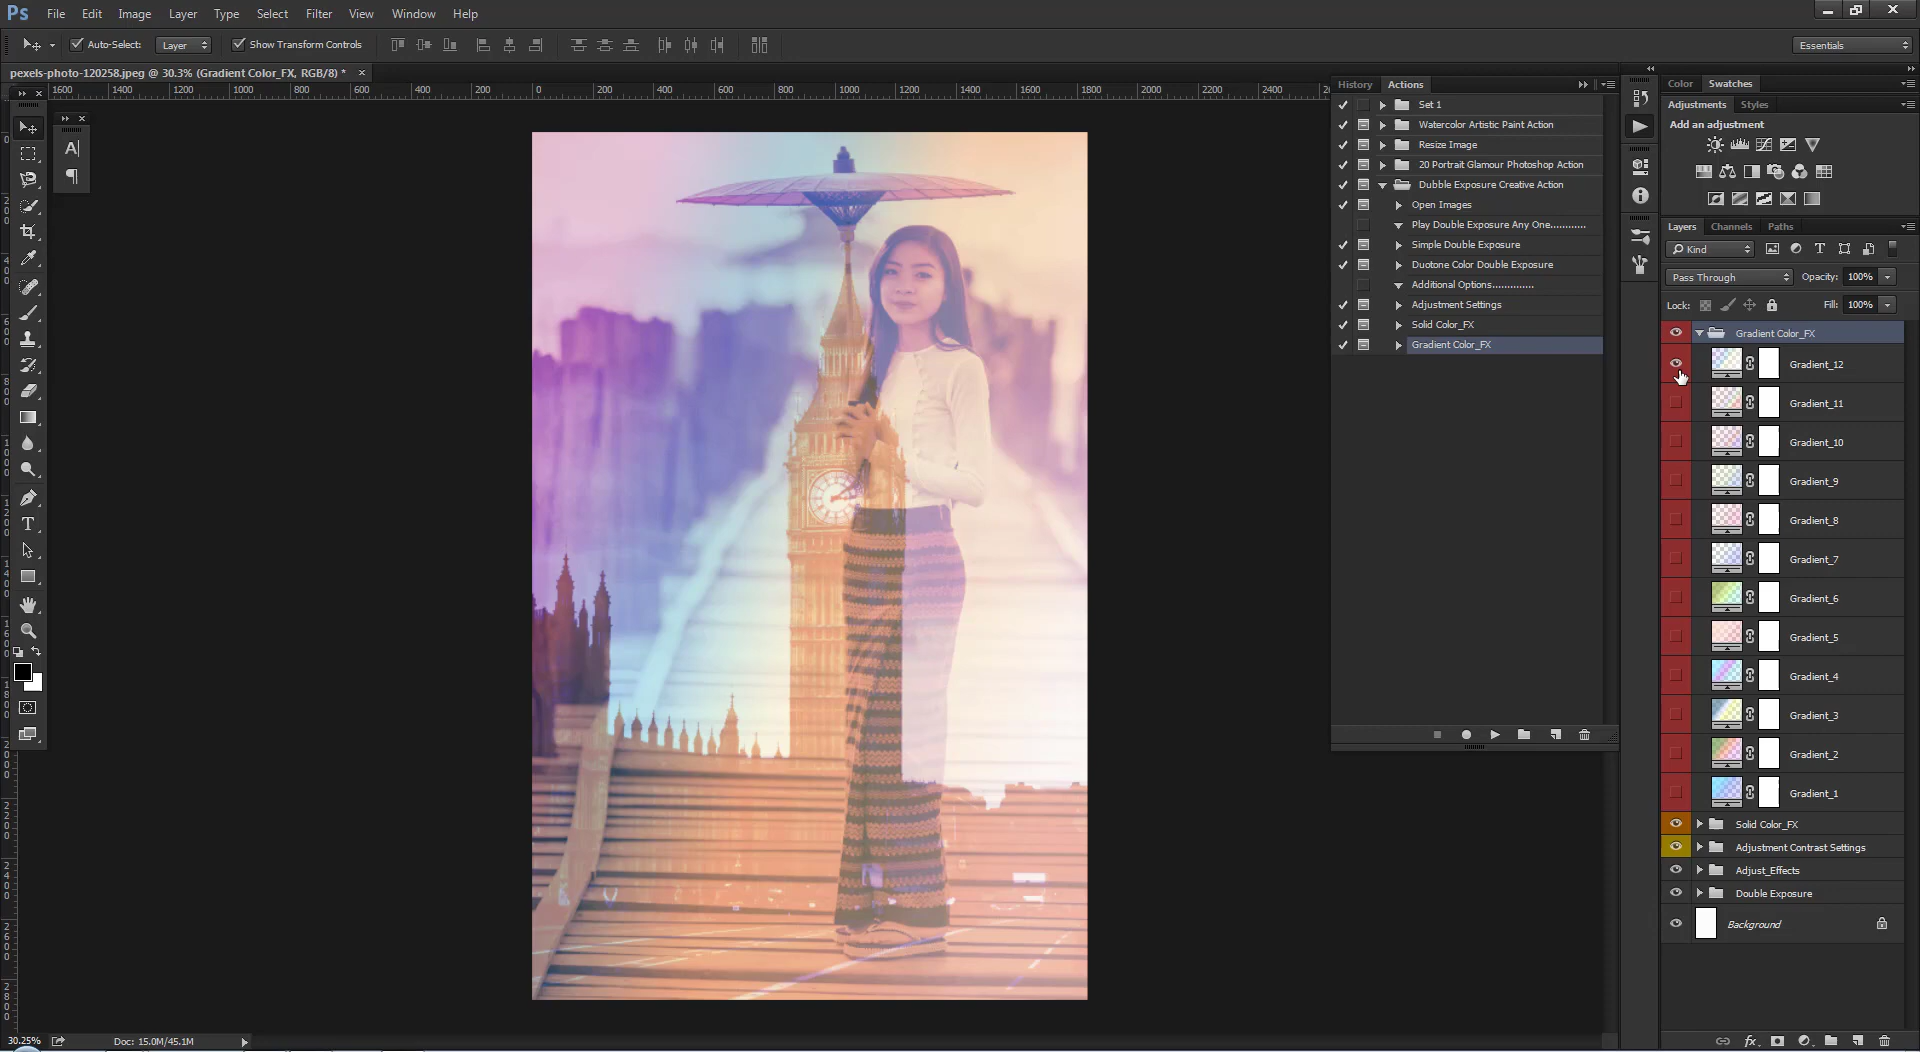 Ps File Edit Image Layer Type Select Filter View Window Help
Auto-Select: Layer Show Transform Controls Essentials
pexels-photo-120258.jpeg @ 30.3% (Gradient Color_FX, RGB/8) *
1600 1400 1200 1000 800 600 400 200 0 200 400 600 800 1000 1200 1400 1600 1800 2000 2200 2400
History Actions
Set 1
Watercolor Artistic Paint Action
Resize Image
20 Portrait Glamour Photoshop Action
Dubble Exposure Creative Action
Open Images
Play Double Exposure Any One............
Simple Double Exposure
Duotone Color Double Exposure
Additional Options..............
Adjustment Settings
Solid Color_FX
Gradient Color_FX
Color Swatches
Adjustments Styles
Add an adjustment
Layers Channels Paths
Kind
Pass Through Opacity: 100%
Lock: Fill: 100%
Gradient Color_FX
Gradient_12
Gradient_11
Gradient_10
Gradient_9
Gradient_8
Gradient_7
Gradient_6
Gradient_5
Gradient_4
Gradient_3
Gradient_2
Gradient_1
Solid Color_FX
Adjustment Contrast Settings
Adjust_Effects
Double Exposure
Background
30.25% Doc: 15.0M/45.1M